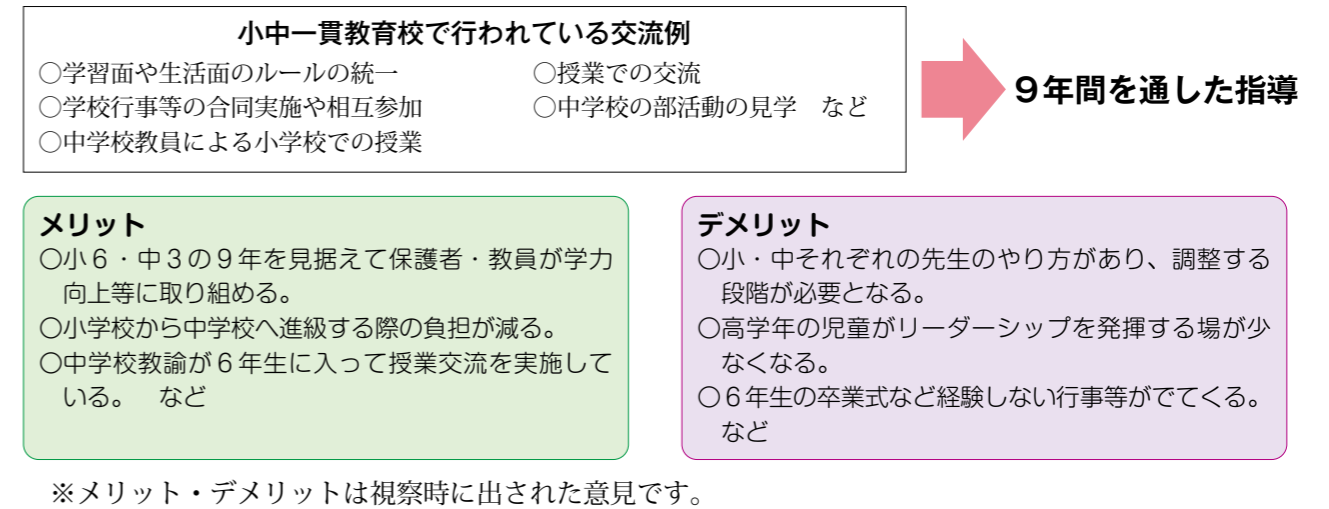 小中一貫教育校で行われている交流例
○学習面や生活面のルールの統一
○授業での交流
○学校行事等の合同実施や相互参加
○中学校の部活動の見学　など
○中学校教員による小学校での授業
９年間を通した指導
メリット
○小６・中３の９年を見据えて保護者・教員が学力
向上等に取り組める。
○小学校から中学校へ進級する際の負担が減る。
○中学校教諭が６年生に入って授業交流を実施して
いる。　など
デメリット
○小・中それぞれの先生のやり方があり、調整する
段階が必要となる。
○高学年の児童がリーダーシップを発揮する場が少
なくなる。
○６年生の卒業式など経験しない行事等がでてくる。
など
※メリット・デメリットは視察時に出された意見です。